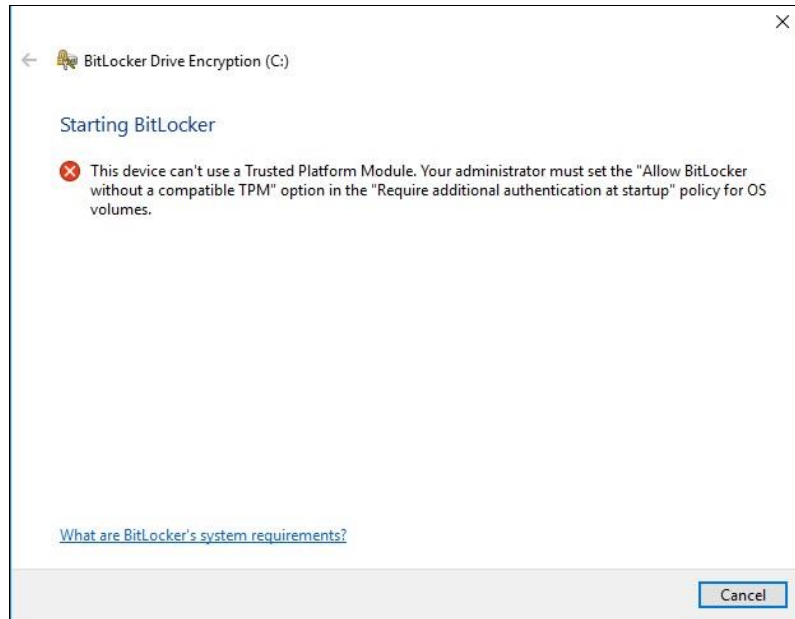 BitLocker Drive Encryption (C:)
Starting BitLocker
This device can't use a Trusted Platform Module. Your administrator must set the "Allow BitLocker
without a compatible TPM" option in the "Require additional authentication at startup" policy for OS
volumes.
What are BitLocker's system requirements?
Cancel